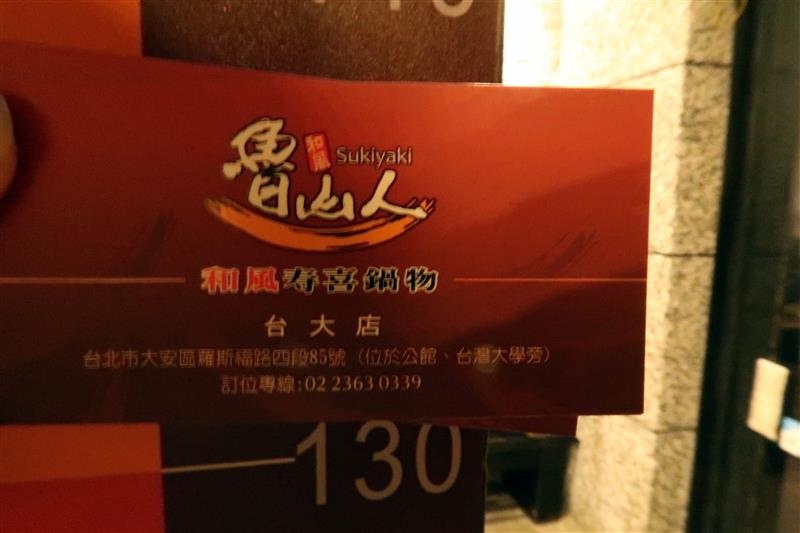 和風
Sukiyaki
魯山人
和風寿喜鍋物
台大店
台北市大安區羅斯福路四段85號（位於公館、台灣大學旁）
訂位專線:02 2363 0339
130